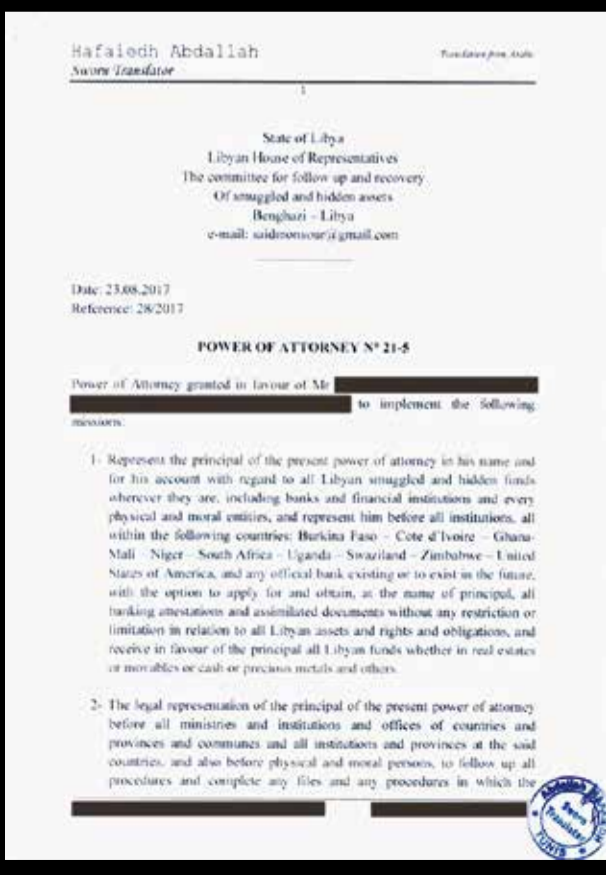 Hafaiedh Abdallah
Sworn Translator
Translation from Arabic
1
State of Libya
Libyan House of Representatives
The committee for follow up and recovery
Of smuggled and hidden assets
Benghazi – Libya
e-mail: saidmonsour@gmail.com
Date: 23.08.2017
Reference: 28/2017
POWER OF ATTORNEY N° 21-5
Power of Attorney granted in favour of Mr
to implement the following
missions:
1- Represent the principal of the present power of attorney in his name and
for his account with regard to all Libyan smuggled and hidden funds
wherever they are, including banks and financial institutions and every
physical and moral entities, and represent him before all institutions, all
within the following countries: Burkina Faso – Cote d'Ivoire – Ghana-
Mali – Niger – South Africa – Uganda – Swaziland – Zimbabwe – United
States of America, and any official bank existing or to exist in the future,
with the option to apply for and obtain, at the name of principal, all
banking attestations and assimilated documents without any restriction or
limitation in relation to all Libyan assets and rights and obligations, and
receive in favour of the principal all Libyan funds whether in real estates
or movables or cash or precious metals and others.
2- The legal representation of the principal of the present power of attorney
before all ministries and institutions and offices of countries and
provinces and communes and all institutions and provinces at the said
countries, and also before physical and moral persons, to follow up all
procedures and complete any files and any procedures in which the
Abdallah
Sworn
Translator
TUNIS